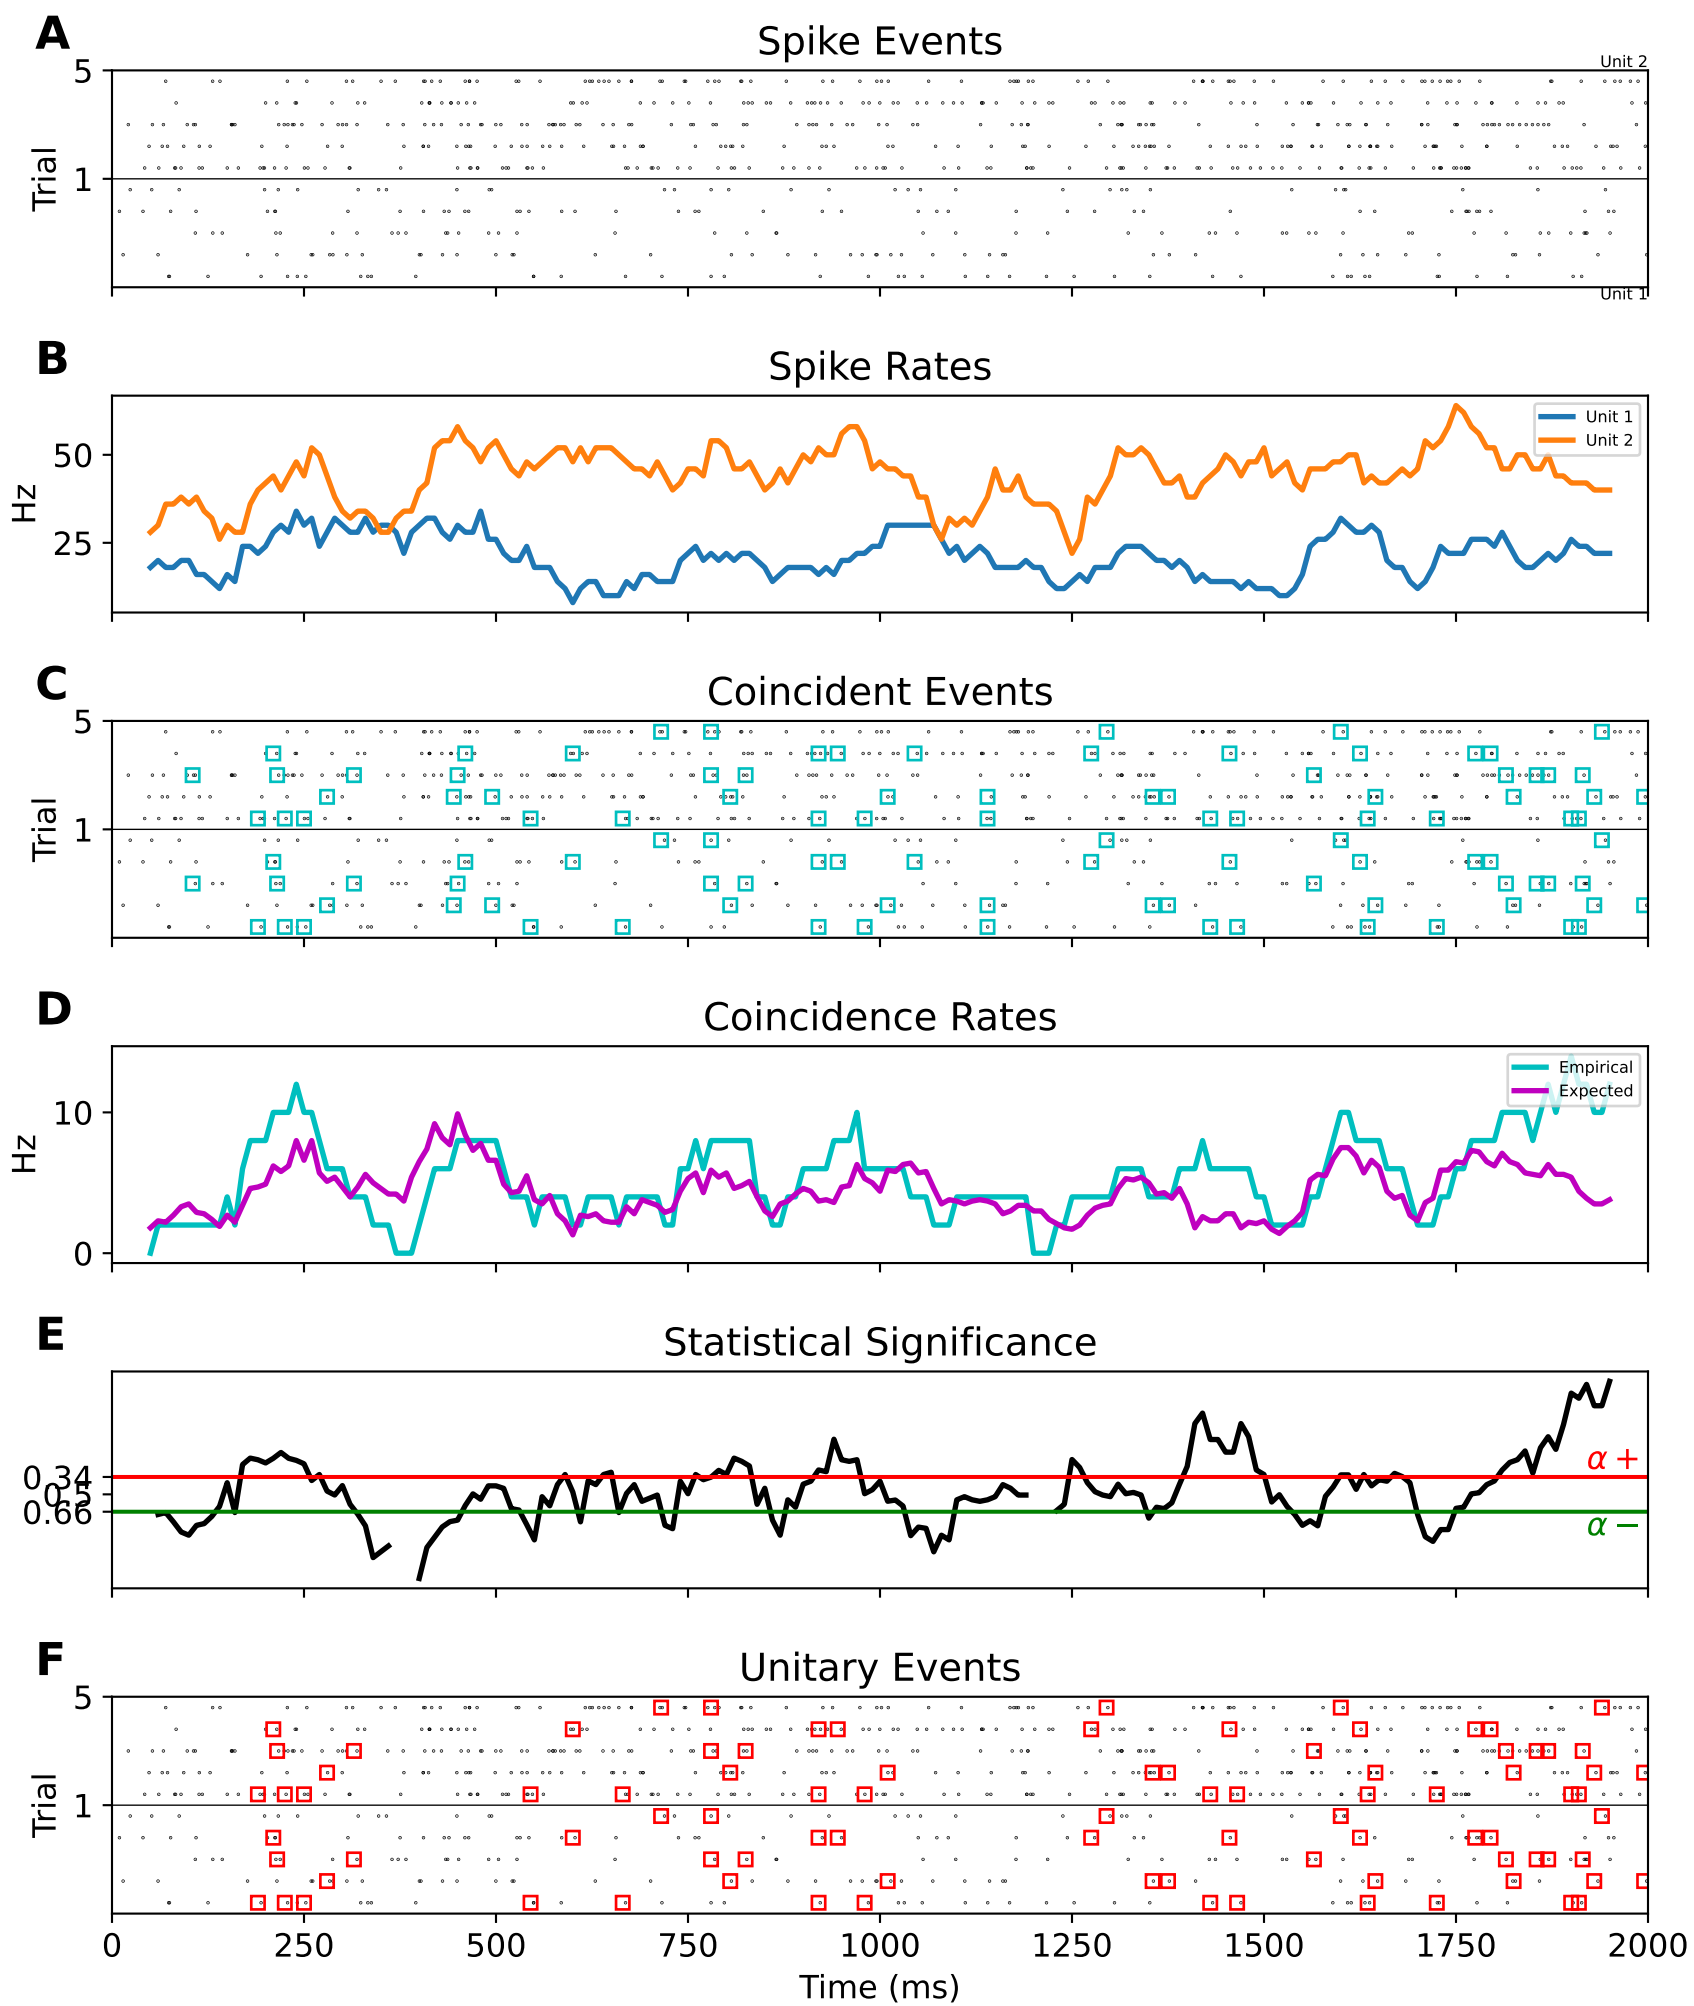 A
Spike Events
Unit 2
5
Trial
1
Unit 1
B
Spike Rates
50
25
Hz
Unit 1
Unit 2
C
Coincident Events
5
Trial
1
D
Coincidence Rates
10
0
Hz
Empirical
Expected
E
Statistical Significance
0.34
0.5
0.66
α +
α −
F
Unitary Events
5
Trial
1
0 250 500 750 1000 1250 1500 1750 2000
Time (ms)